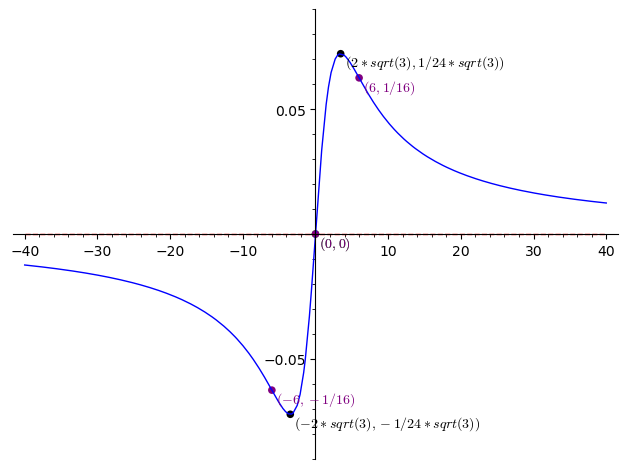 (2 * sqrt(3), 1/24 * sqrt(3))
(6, 1/16)
0.05
−40 −30 −20 −10 10 20 30 40
(0, 0)
−0.05
(−6, −1/16)
(−2 * sqrt(3), −1/24 * sqrt(3))